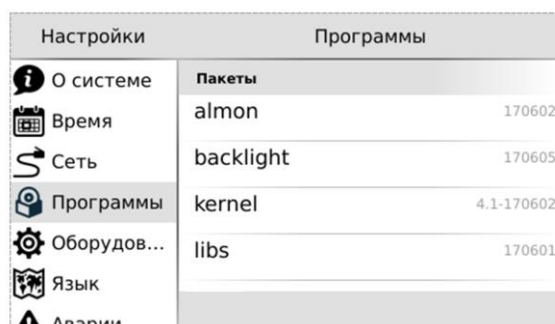 Настройки
Программы
О системе
Время
Сеть
Программы
Оборудов...
Язык
Аварии
Пакеты
almon 170602
backlight 170605
kernel 4.1-170602
libs 170601